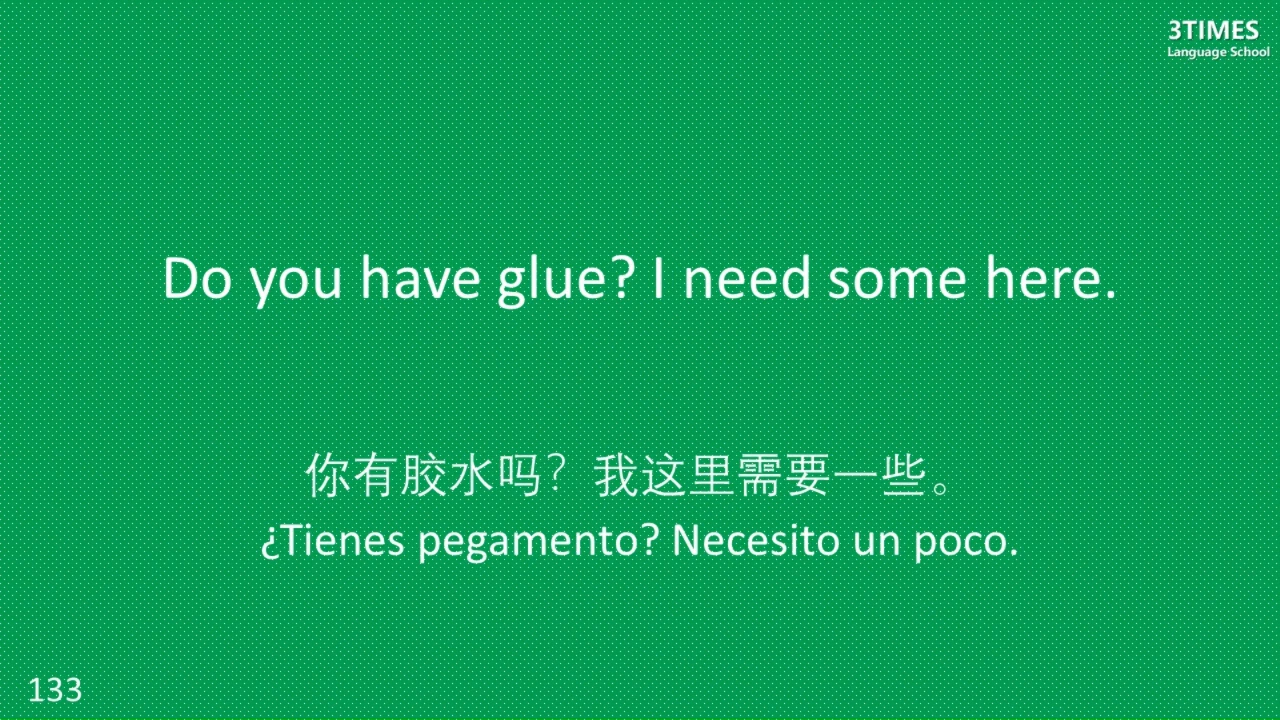 3TIMES
Language School
Do you have glue? I need some here.
你有胶水吗？我这里需要一些。
¿Tienes pegamento? Necesito un poco.
133